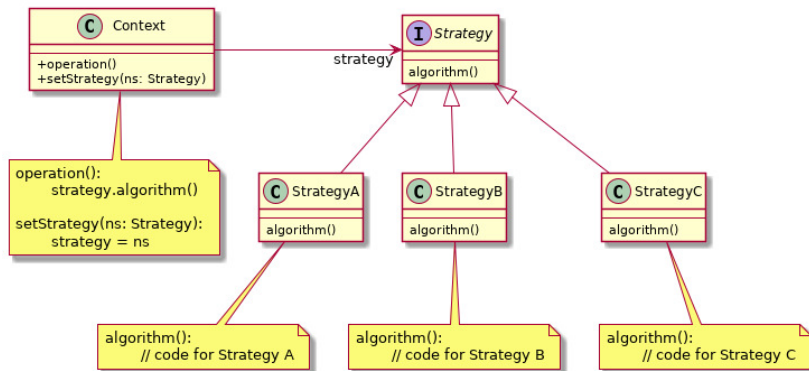 C Context
+operation()
+setStrategy(ns: Strategy)
strategy
I Strategy
algorithm()
operation():
strategy.algorithm()
setStrategy(ns: Strategy):
strategy = ns
C StrategyA
algorithm()
C StrategyB
algorithm()
C StrategyC
algorithm()
algorithm():
// code for Strategy A
algorithm():
// code for Strategy B
algorithm():
// code for Strategy C